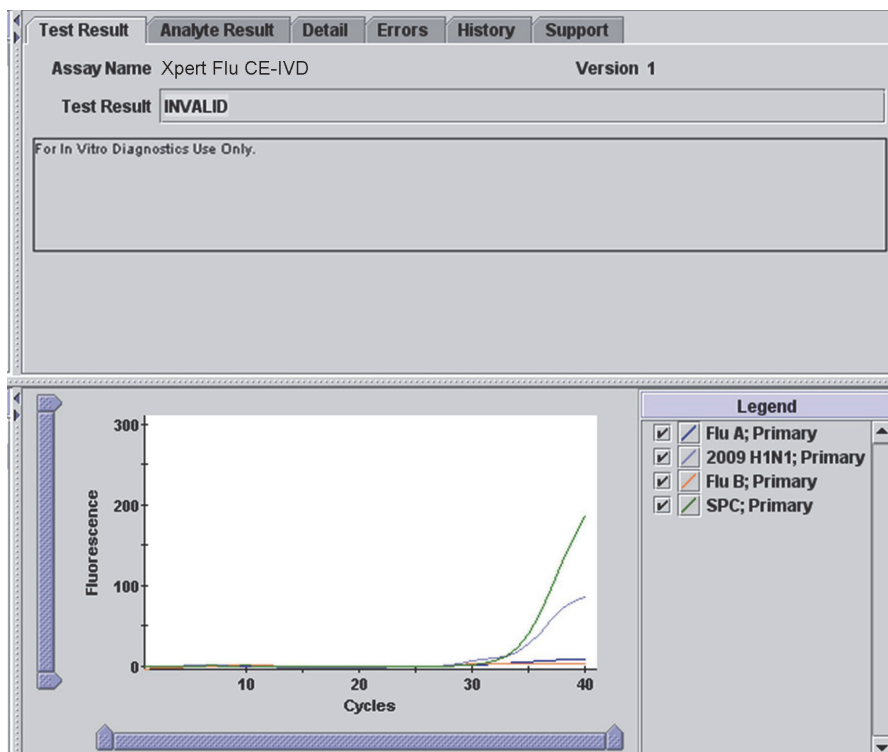 Test Result Analyte Result Detail Errors History Support
Assay Name Xpert Flu CE-IVD Version 1
Test Result INVALID
For In Vitro Diagnostics Use Only.
Legend
Flu A; Primary
2009 H1N1; Primary
Flu B; Primary
SPC; Primary
300
200
100
0
Fluorescence
10 20 30 40
Cycles